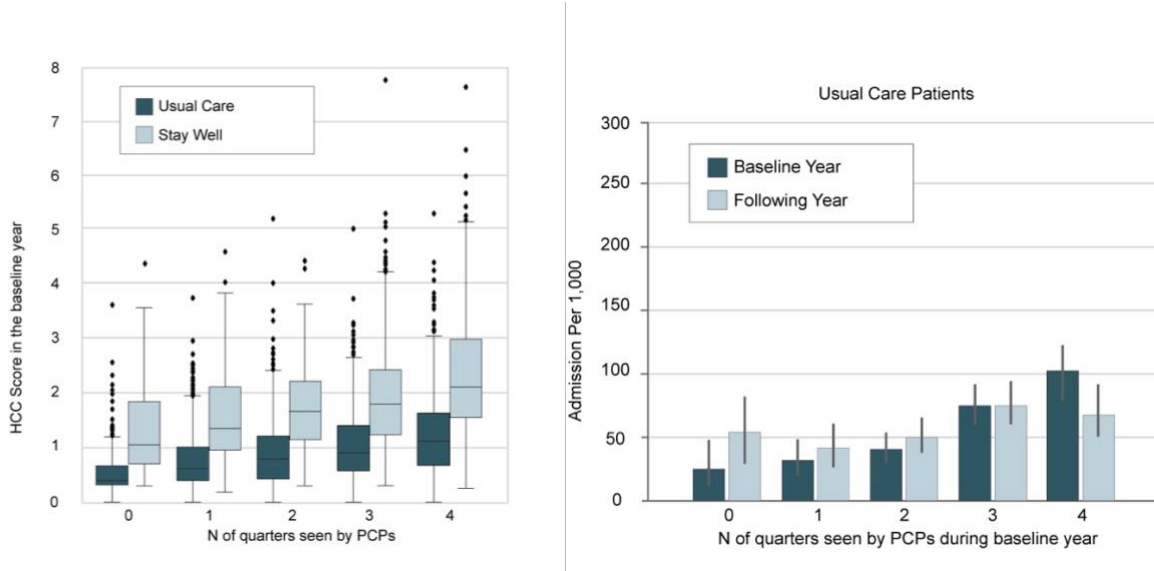 8
7
6
5
4
3
2
1
0
HCC Score in the baseline year
Usual Care
Stay Well
0 1 2 3 4
N of quarters seen by PCPs
Usual Care Patients
300
250
200
150
100
50
0
Admission Per 1,000
Baseline Year
Following Year
0 1 2 3 4
N of quarters seen by PCPs during baseline year